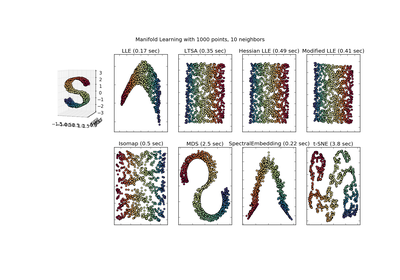 Manifold Learning with 1000 points, 10 neighbors
LLE (0.17 sec)
LTSA (0.35 sec)
Hessian LLE (0.49 sec)
Modified LLE (0.41 sec)
3
2
1
0
−1
−2
−3
Isomap (0.5 sec)
MDS (2.5 sec)
SpectralEmbedding (0.22 sec)
t-SNE (3.8 sec)